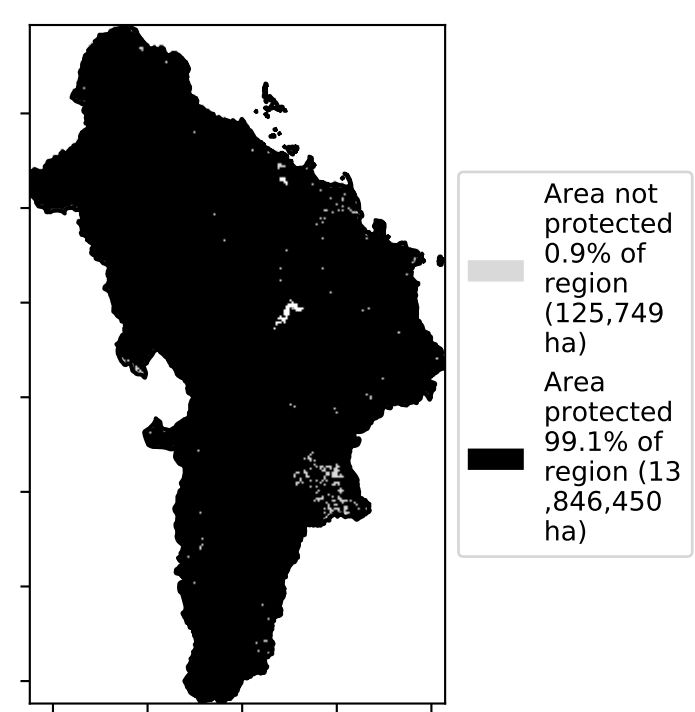 Area not
protected
0.9% of
region
(125,749
ha)
Area
protected
99.1% of
region (13
,846,450
ha)